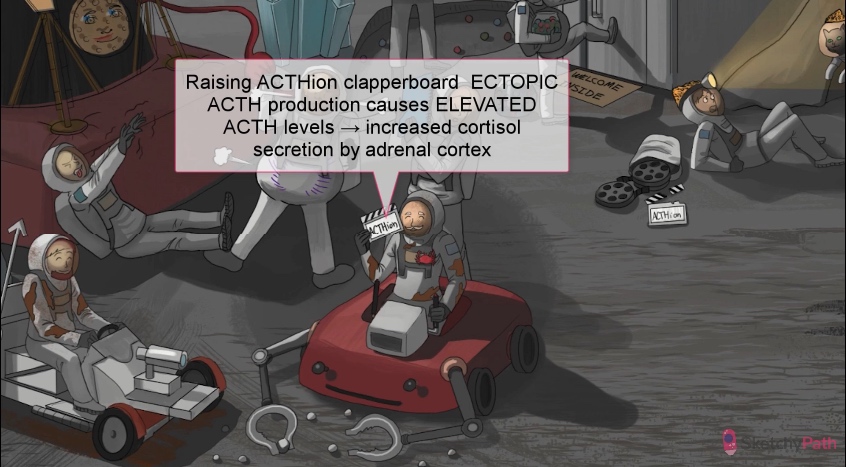 Raising ACTHion clapperboard  ECTOPIC
ACTH production causes ELEVATED
ACTH levels → increased cortisol
secretion by adrenal cortex
WELCOME
INSIDE
ACTHion
ACTHion
SketchyPath